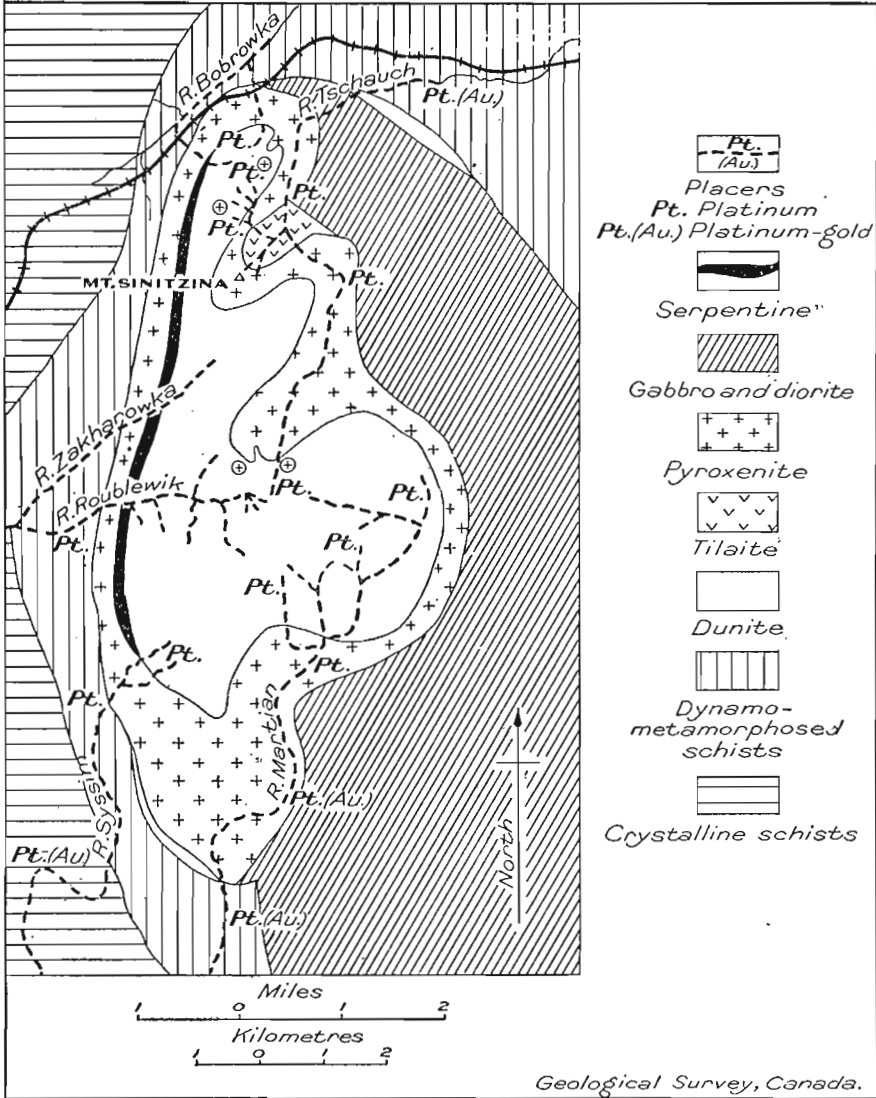 R. Bobrowka
R. Tschauch
Pt. (Au.)
Pt.
Pt.
Pt.
Pt.
MT. SINITZINA
Pt.
R. Zakharowka
R. Roublewik
Pt.
Pt.
Pt.
Pt.
Pt.
Pt.
Pt.
Pt.
R. Martian
R. Syssim
Pt. (Au.)
Pt. (Au)
Pt. (Au.)
North
Pt.
(Au.)
Placers
Pt. Platinum
Pt. (Au.) Platinum-gold
Serpentine
Gabbro and diorite
Pyroxenite
Tilaite
Dunite
Dynamo-
metamorphosed
schists
Crystalline schists
Miles
1 0 1 2
Kilometres
1 0 1 2
Geological Survey, Canada.